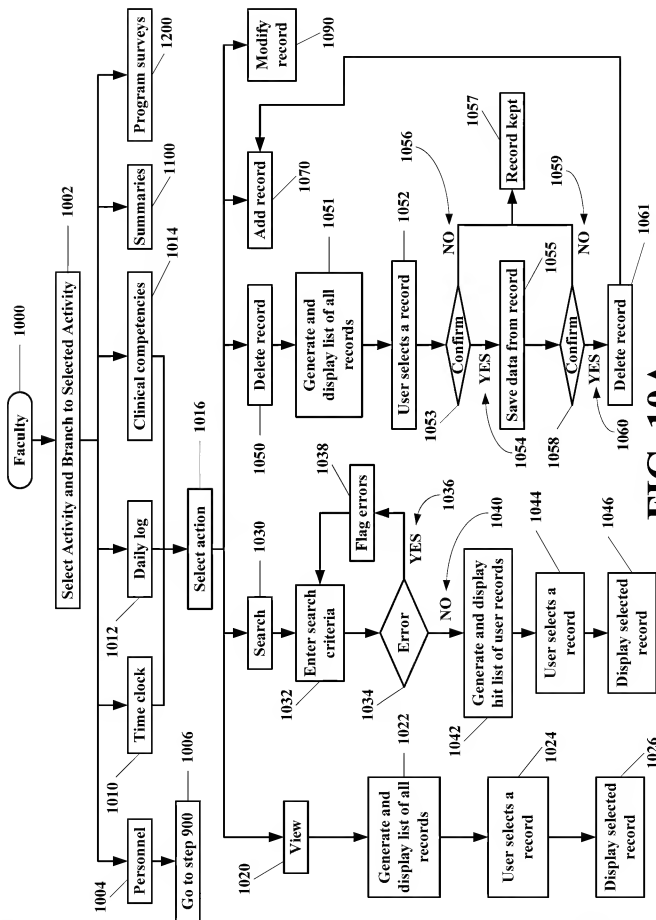 Faculty
1000
Select Activity and Branch to Selected Activity
1002
1004
Personnel
Go to step 900
1006
1010
Time clock
1012
Daily log
Clinical competencies
1014
Summaries
1100
Program surveys
1200
Select action
1016
1020
View
Generate and
display list of all
records
1022
User selects a
record
1024
Display selected
record
1026
Search
1030
1032
Enter search
criteria
1034
Error
Flag errors
1038
YES
1036
NO
1040
1042
Generate and display
hit list of user records
User selects a
record
1044
Display selected
record
1046
1050
Delete record
Generate and
display list of all
records
1051
User selects a record
1052
1053
Confirm
NO
1056
YES
1054
Save data from record
1055
Record kept
1057
1058
Confirm
NO
1059
YES
1060
Delete record
1061
Add record
1070
Modify
record
1090
FIG. 10A